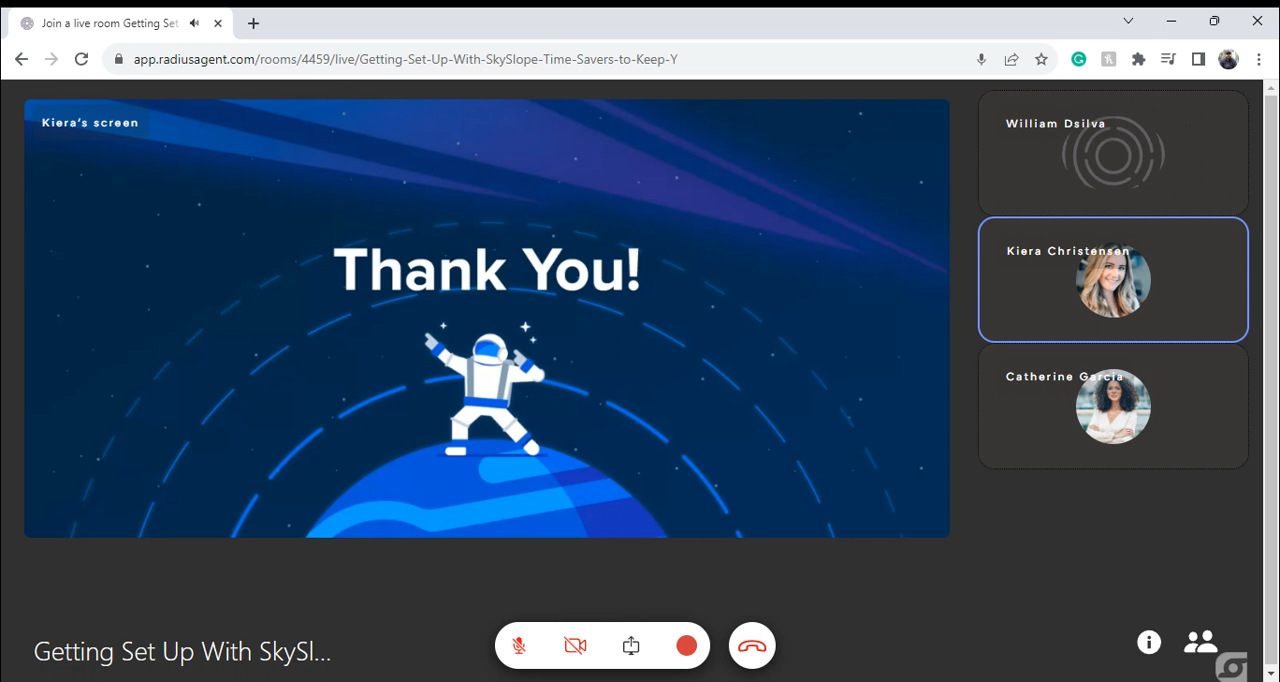 Join a live room Getting Set
app.radiusagent.com/rooms/4459/live/Getting-Set-Up-With-SkySlope-Time-Savers-to-Keep-Y
Kiera's screen
Thank You!
William Dsilva
Kiera Christensen
Catherine Garcia
Getting Set Up With SkySl...